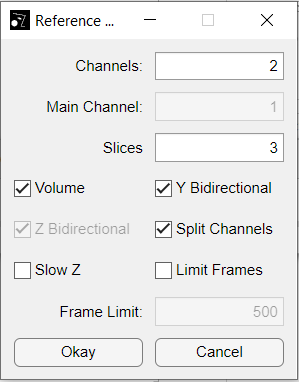 Reference ...
Channels: 2
Main Channel: 1
Slices 3
Volume Y Bidirectional
Z Bidirectional Split Channels
Slow Z Limit Frames
Frame Limit: 500
Okay Cancel